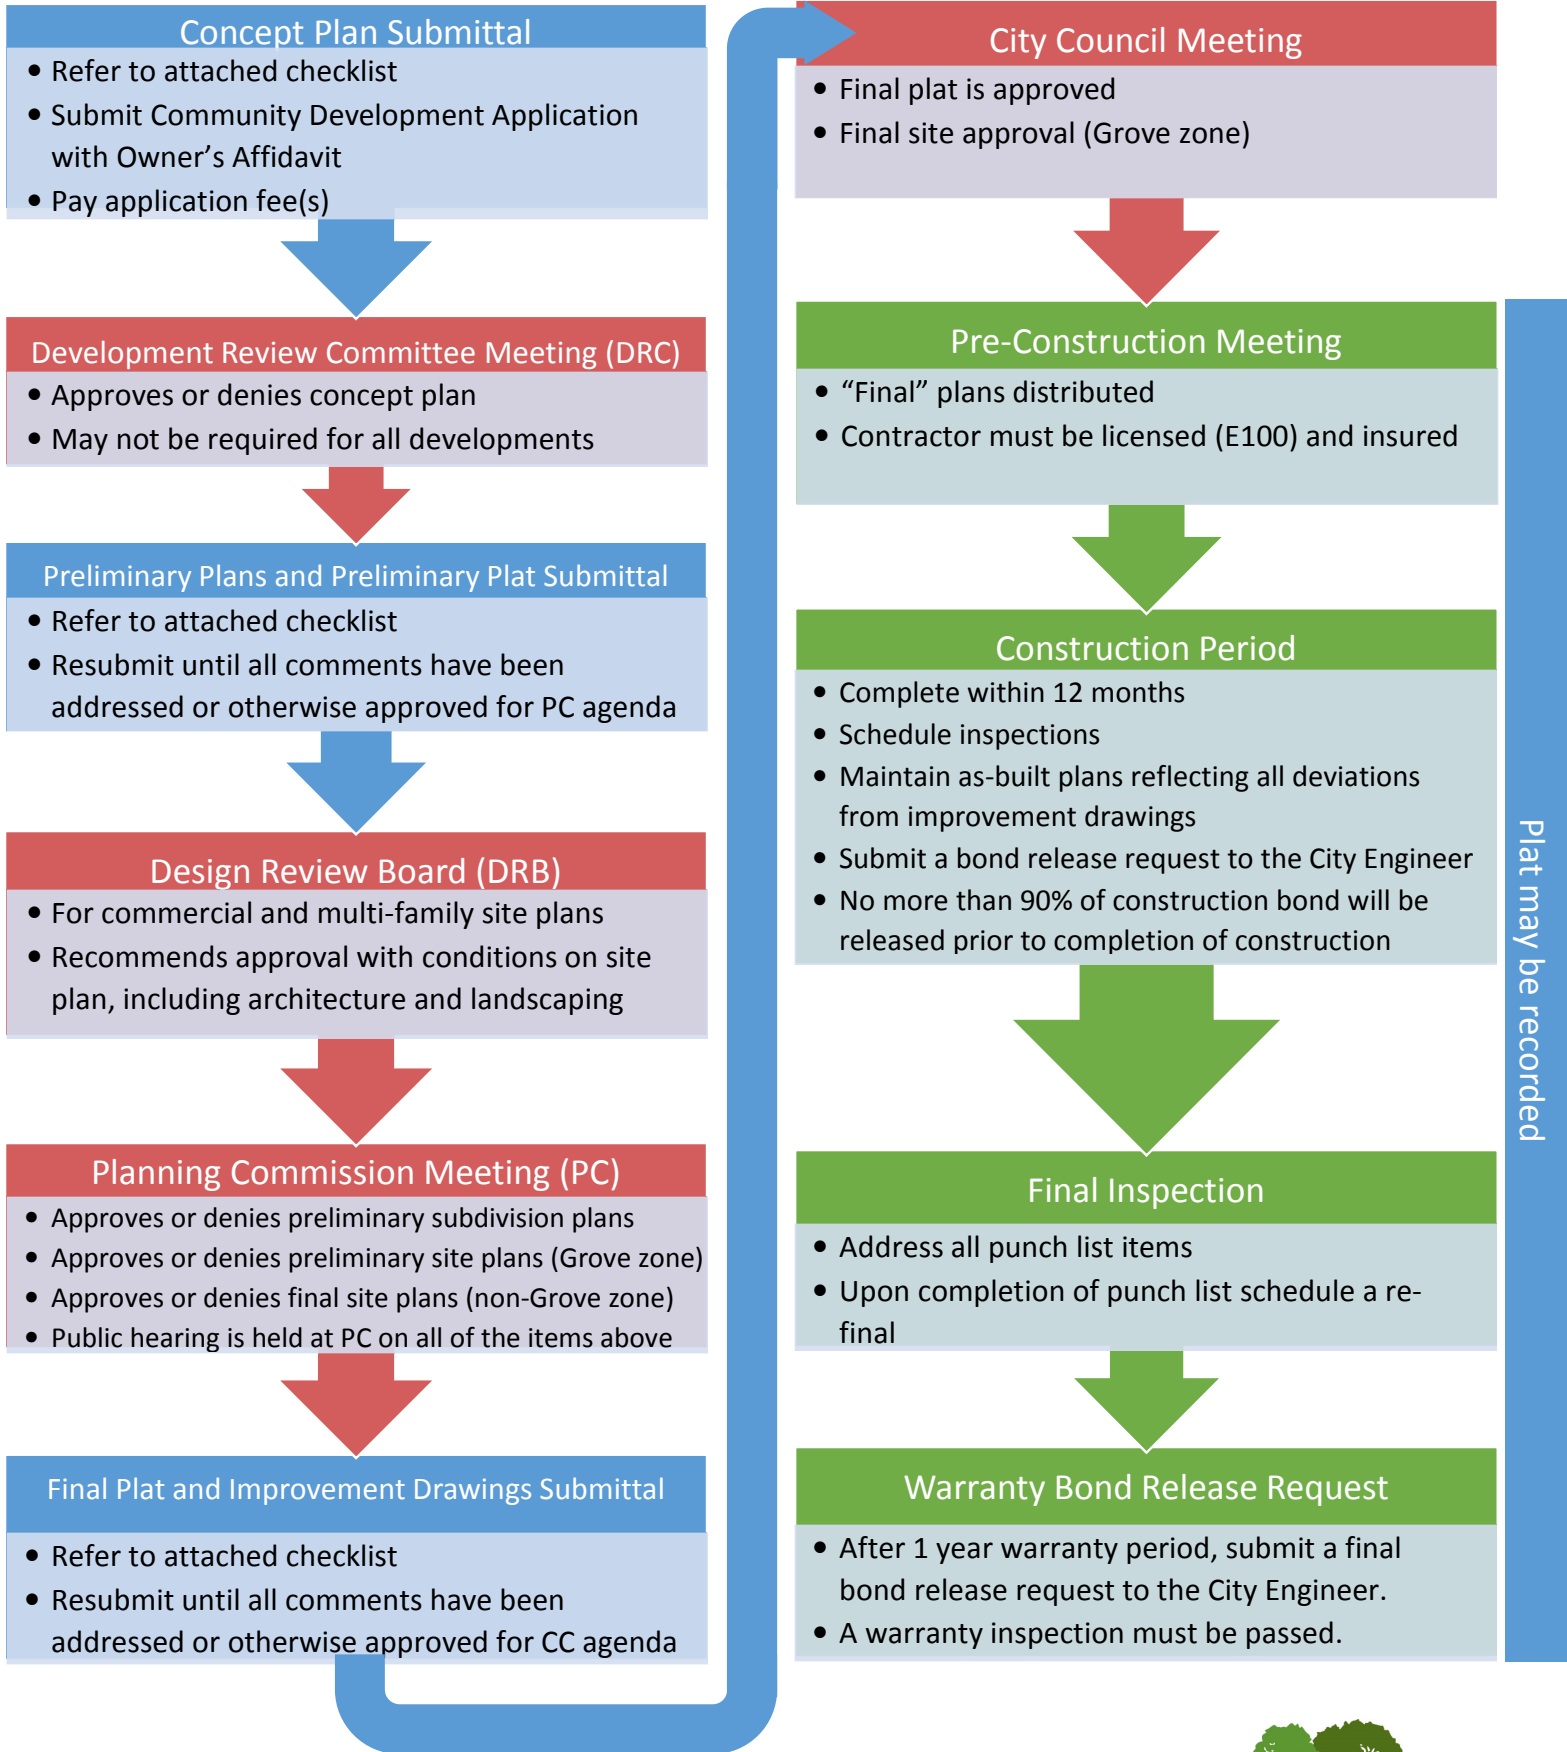 Concept Plan Submittal
• Refer to attached checklist
• Submit Community Development Application
with Owner’s Affidavit
• Pay application fee(s)
Development Review Committee Meeting (DRC)
• Approves or denies concept plan
• May not be required for all developments
Preliminary Plans and Preliminary Plat Submittal
• Refer to attached checklist
• Resubmit until all comments have been
addressed or otherwise approved for PC agenda
Design Review Board (DRB)
• For commercial and multi-family site plans
• Recommends approval with conditions on site
plan, including architecture and landscaping
Planning Commission Meeting (PC)
• Approves or denies preliminary subdivision plans
• Approves or denies preliminary site plans (Grove zone)
• Approves or denies final site plans (non-Grove zone)
• Public hearing is held at PC on all of the items above
Final Plat and Improvement Drawings Submittal
• Refer to attached checklist
• Resubmit until all comments have been
addressed or otherwise approved for CC agenda
City Council Meeting
• Final plat is approved
• Final site approval (Grove zone)
Pre-Construction Meeting
• “Final” plans distributed
• Contractor must be licensed (E100) and insured
Construction Period
• Complete within 12 months
• Schedule inspections
• Maintain as-built plans reflecting all deviations
from improvement drawings
• Submit a bond release request to the City Engineer
• No more than 90% of construction bond will be
released prior to completion of construction
Final Inspection
• Address all punch list items
• Upon completion of punch list schedule a re-
final
Warranty Bond Release Request
• After 1 year warranty period, submit a final
bond release request to the City Engineer.
• A warranty inspection must be passed.
Plat may be recorded